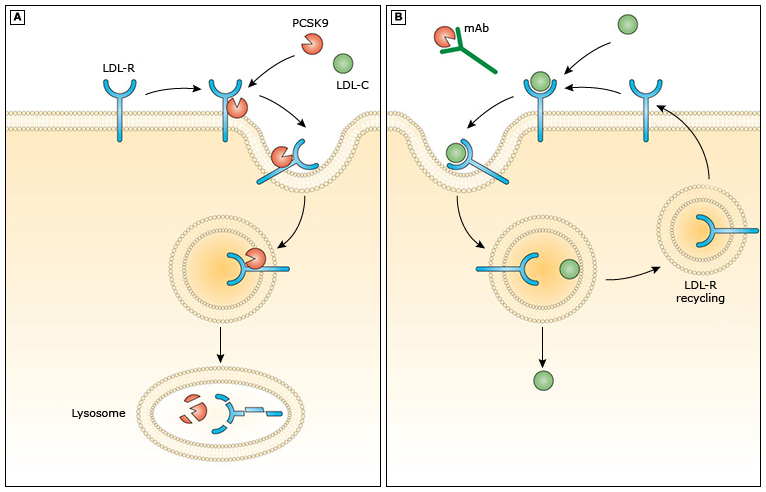 A
PCSK9
LDL-R
LDL-C
Lysosome
B
mAb
LDL-R
recycling